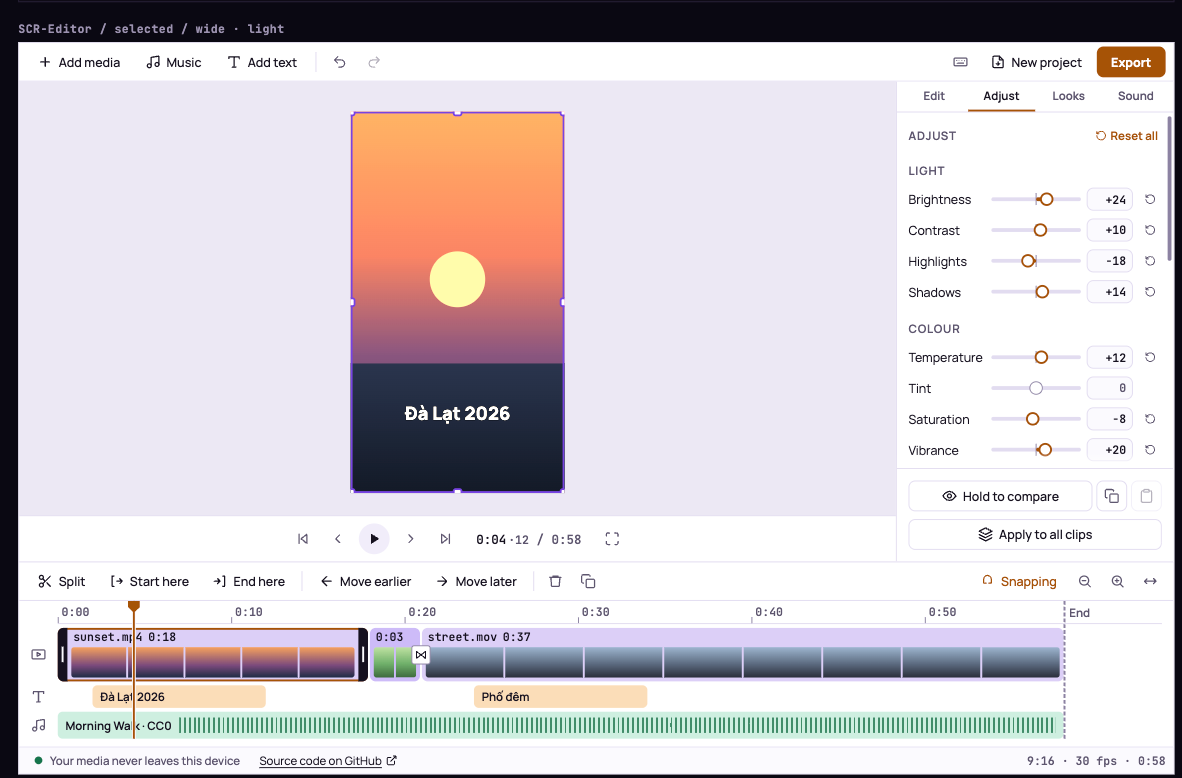 SCR-Editor / selected / wide · light
Add media Music Add text New project Export
Edit Adjust Looks Sound
ADJUST Reset all
LIGHT
Brightness +24
Contrast +10
Highlights -18
Shadows +14
COLOUR
Temperature +12
Tint 0
Saturation -8
Vibrance +20
Đà Lạt 2026
Hold to compare
Apply to all clips
0:04·12 / 0:58
Split Start here End here Move earlier Move later Snapping
0:00 0:10 0:20 0:30 0:40 0:50 End
sunset.mp4 0:18 0:03 street.mov 0:37
Đà Lạt 2026 Phố đêm
Morning Walk · CC0
Your media never leaves this device Source code on GitHub 9:16 · 30 fps · 0:58